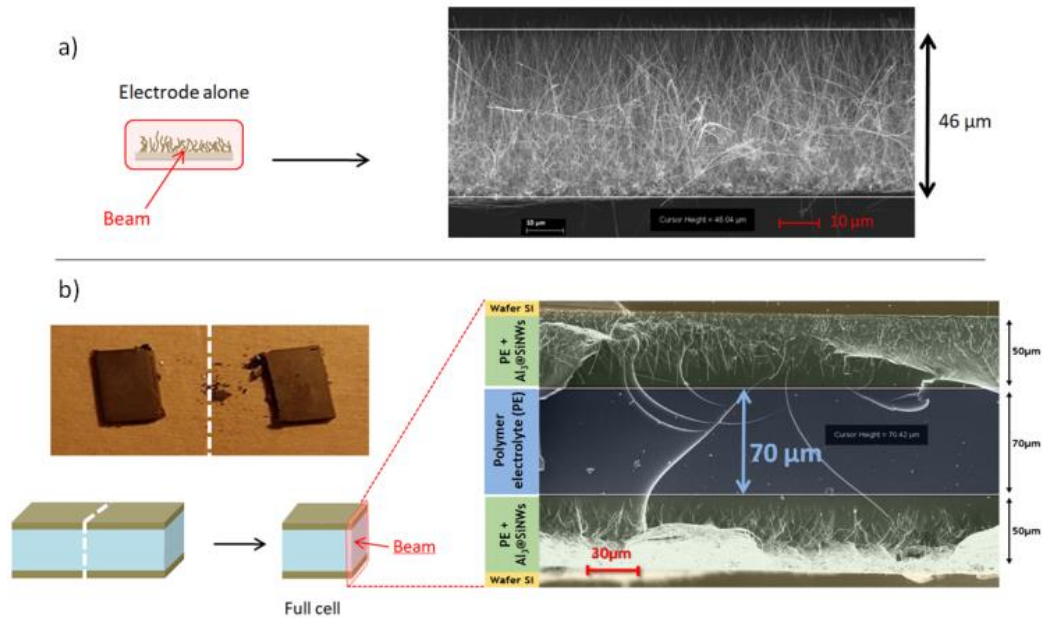 a)
Electrode alone
Beam
46 µm
10 µm
Cursor Height = 46.04 µm
10 µm
b)
Wafer Si
PE +
Al₃@SiNWs
50µm
Polymer
electrolyte (PE)
70 µm
Cursor Height = 70.42 µm
70µm
PE +
Al₃@SiNWs
50µm
30µm
Wafer Si
Beam
Full cell